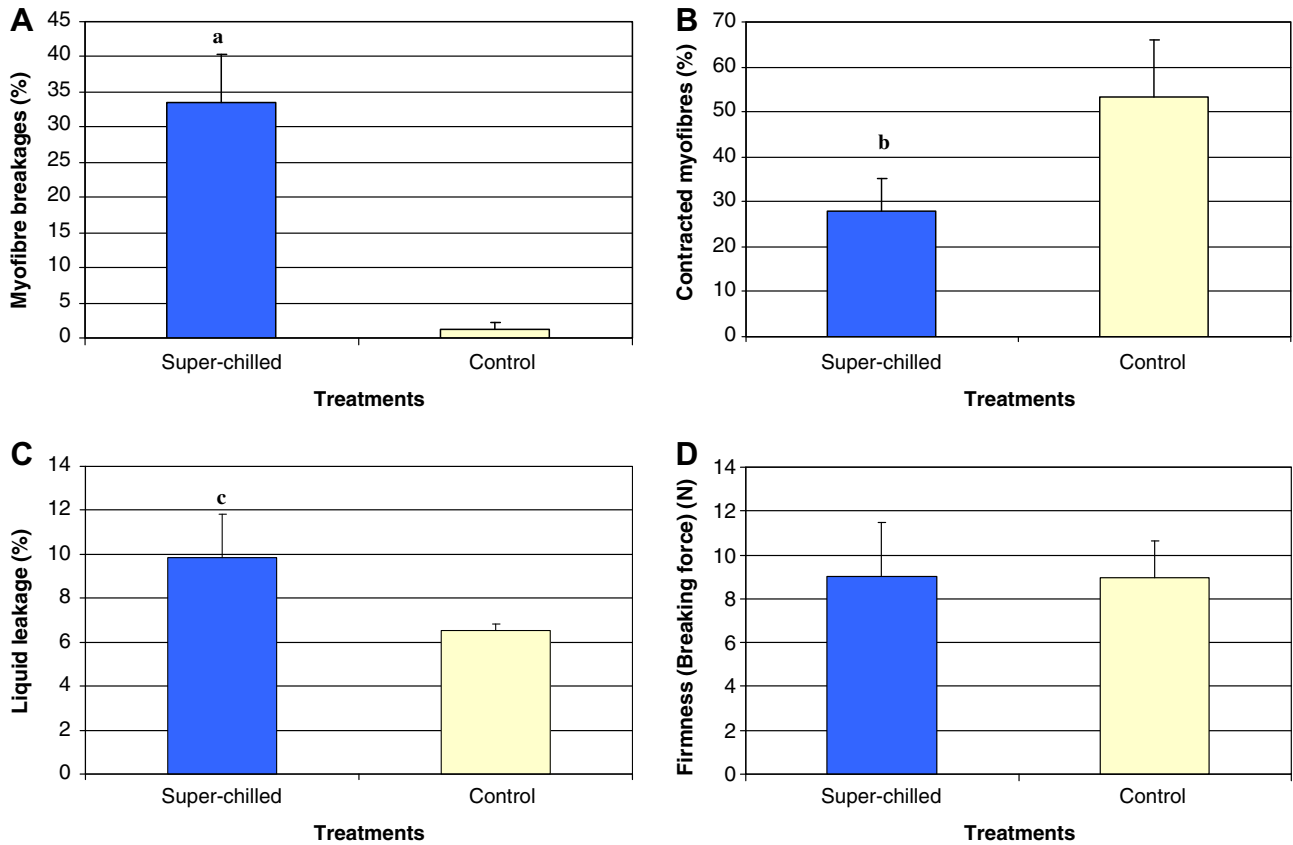 A
Myofibre breakages (%)
45
40
35
30
25
20
15
10
5
0
a
Super-chilled Control
Treatments
B
Contracted myofibres (%)
70
60
50
40
30
20
10
0
b
Super-chilled Control
Treatments
C
Liquid leakage (%)
14
12
10
8
6
4
2
0
c
Super-chilled Control
Treatments
D
Firmness (Breaking force) (N)
14
12
10
8
6
4
2
0
Super-chilled Control
Treatments